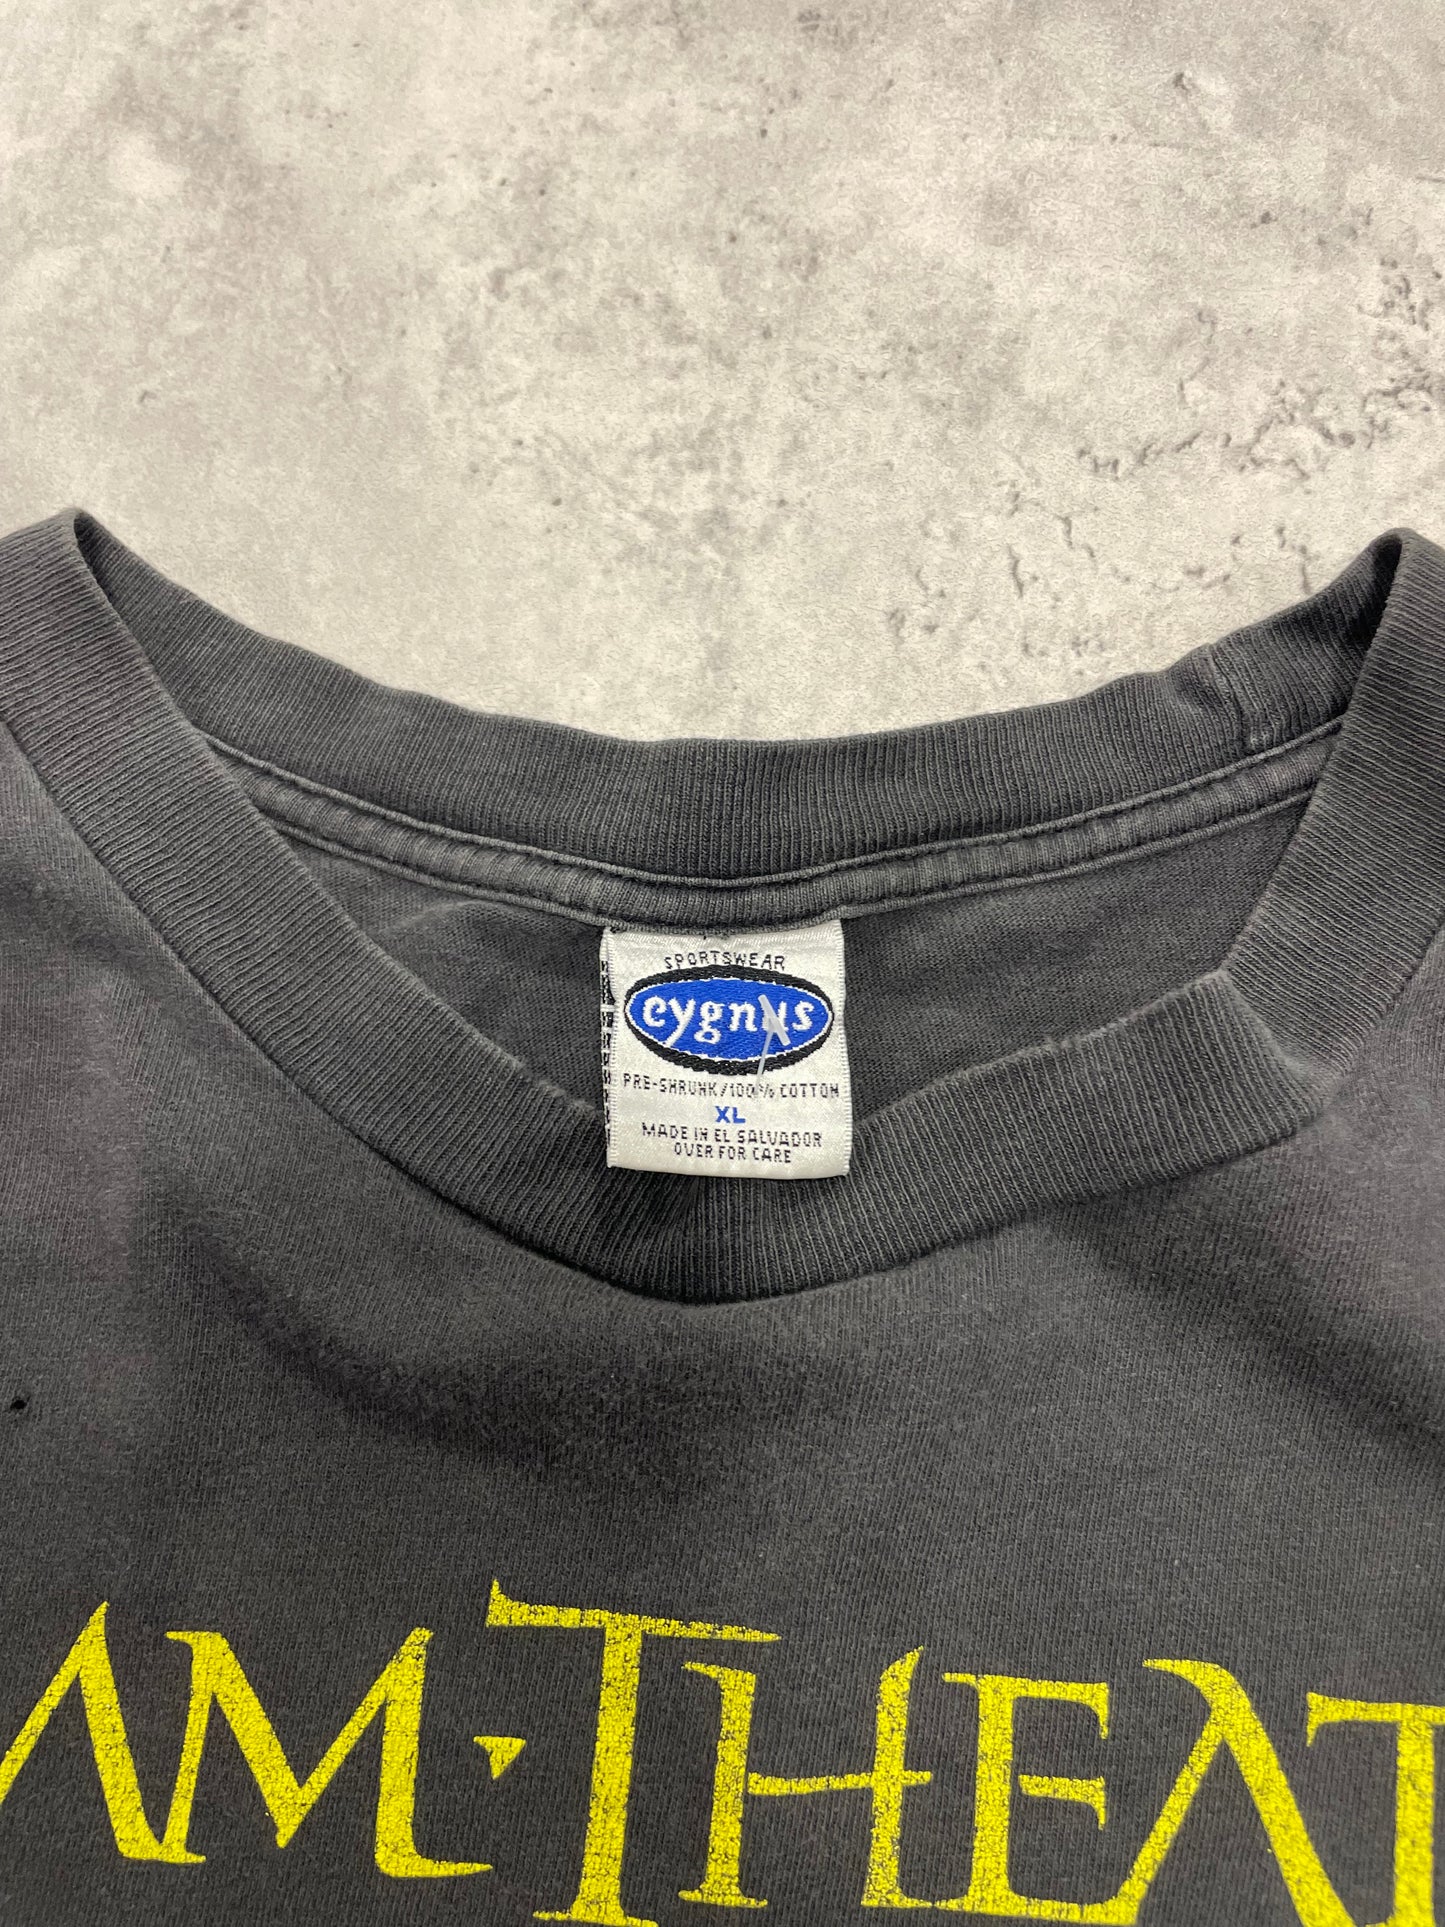 SPORTSWEAR
cygnus
PRE-SHRUNK/100% COTTON
XL
MADE IN EL SALVADOR
OVER FOR CARE
AM·THEAT